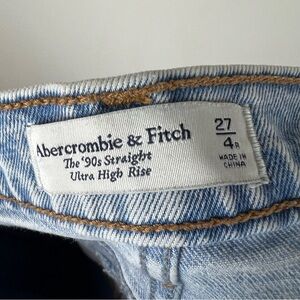 Abercrombie & Fitch
The '90s Straight
Ultra High Rise
27
4R
MADE IN
CHINA